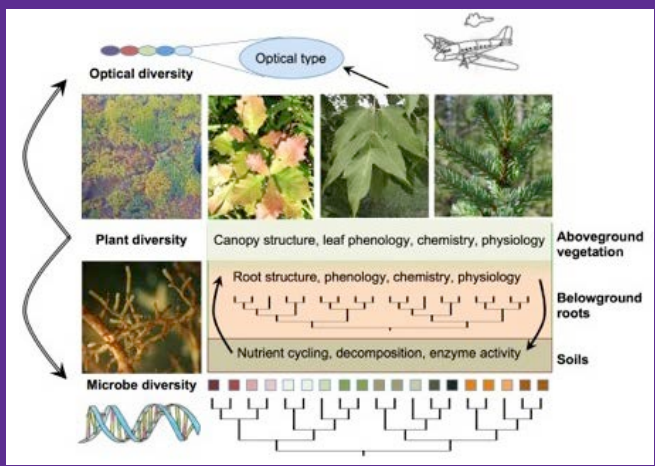 Optical type
Optical diversity
Plant diversity
Canopy structure, leaf phenology, chemistry, physiology
Aboveground
vegetation
Root structure, phenology, chemistry, physiology
Belowground
roots
Nutrient cycling, decomposition, enzyme activity
Soils
Microbe diversity